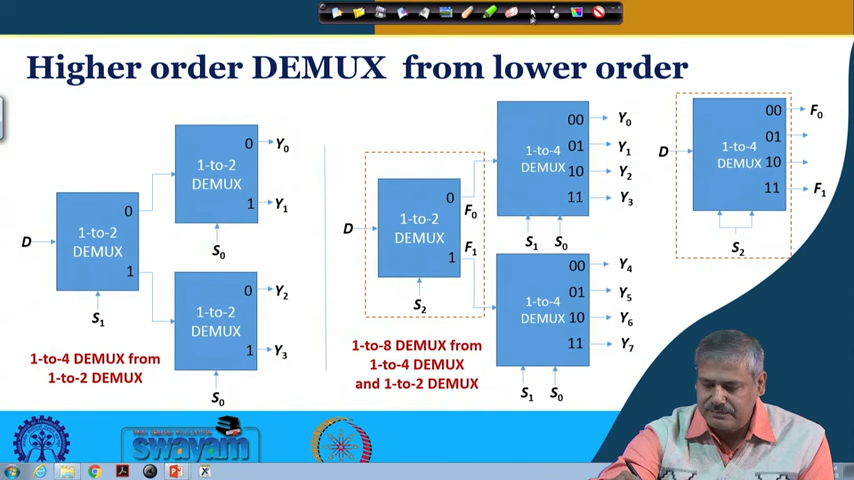 Higher order DEMUX from lower order
D
1-to-2
DEMUX
0
1
S1
1-to-2
DEMUX
0
1
Y0
Y1
S0
1-to-2
DEMUX
0
1
Y2
Y3
S0
1-to-4 DEMUX from
1-to-2 DEMUX
D
1-to-2
DEMUX
0
1
F0
F1
S2
1-to-4
DEMUX
00
01
10
11
Y0
Y1
Y2
Y3
S1 S0
1-to-4
DEMUX
00
01
10
11
Y4
Y5
Y6
Y7
S1 S0
1-to-8 DEMUX from
1-to-4 DEMUX
and 1-to-2 DEMUX
D
1-to-4
DEMUX
00
01
10
11
F0
F1
S2
swayam